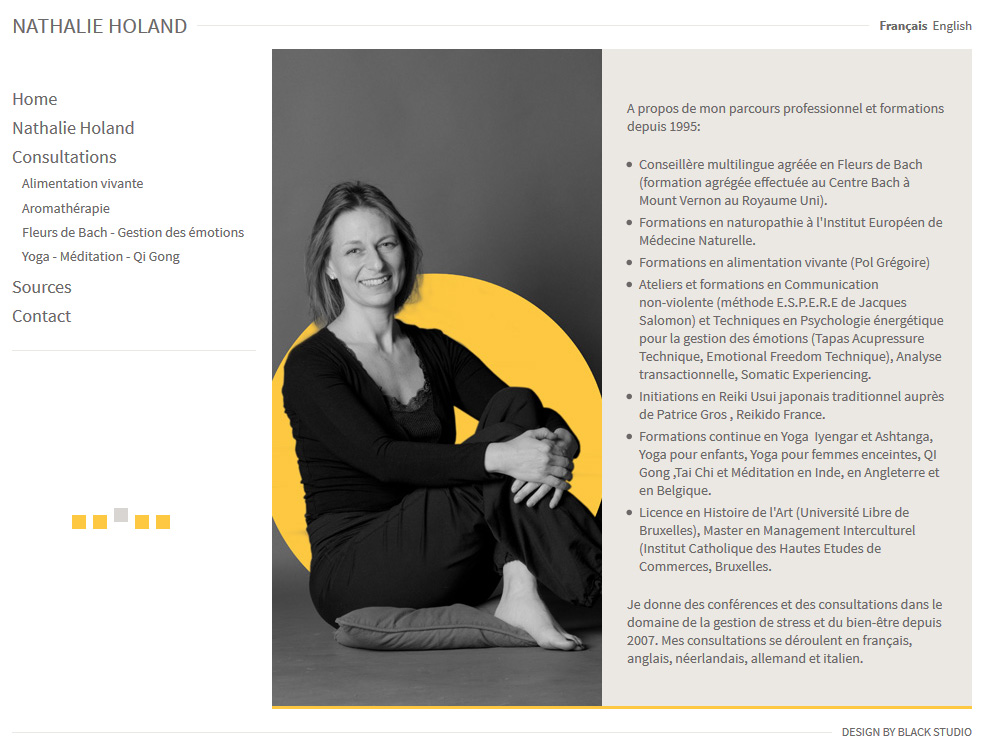 NATHALIE HOLAND
Français English
Home
Nathalie Holand
Consultations
Alimentation vivante
Aromathérapie
Fleurs de Bach - Gestion des émotions
Yoga - Méditation - Qi Gong
Sources
Contact
A propos de mon parcours professionnel et formations
depuis 1995:
• Conseillère multilingue agréée en Fleurs de Bach
(formation agrégée effectuée au Centre Bach à
Mount Vernon au Royaume Uni).
• Formations en naturopathie à l'Institut Européen de
Médecine Naturelle.
• Formations en alimentation vivante (Pol Grégoire)
• Ateliers et formations en Communication
non-violente (méthode E.S.P.E.R.E de Jacques
Salomon) et Techniques en Psychologie énergétique
pour la gestion des émotions (Tapas Acupressure
Technique, Emotional Freedom Technique), Analyse
transactionnelle, Somatic Experiencing.
• Initiations en Reiki Usui japonais traditionnel auprès
de Patrice Gros , Reikido France.
• Formations continue en Yoga Iyengar et Ashtanga,
Yoga pour enfants, Yoga pour femmes enceintes, QI
Gong ,Tai Chi et Méditation en Inde, en Angleterre et
en Belgique.
• Licence en Histoire de l'Art (Université Libre de
Bruxelles), Master en Management Interculturel
(Institut Catholique des Hautes Etudes de
Commerces, Bruxelles.
Je donne des conférences et des consultations dans le
domaine de la gestion de stress et du bien-être depuis
2007. Mes consultations se déroulent en français,
anglais, néerlandais, allemand et italien.
DESIGN BY BLACK STUDIO